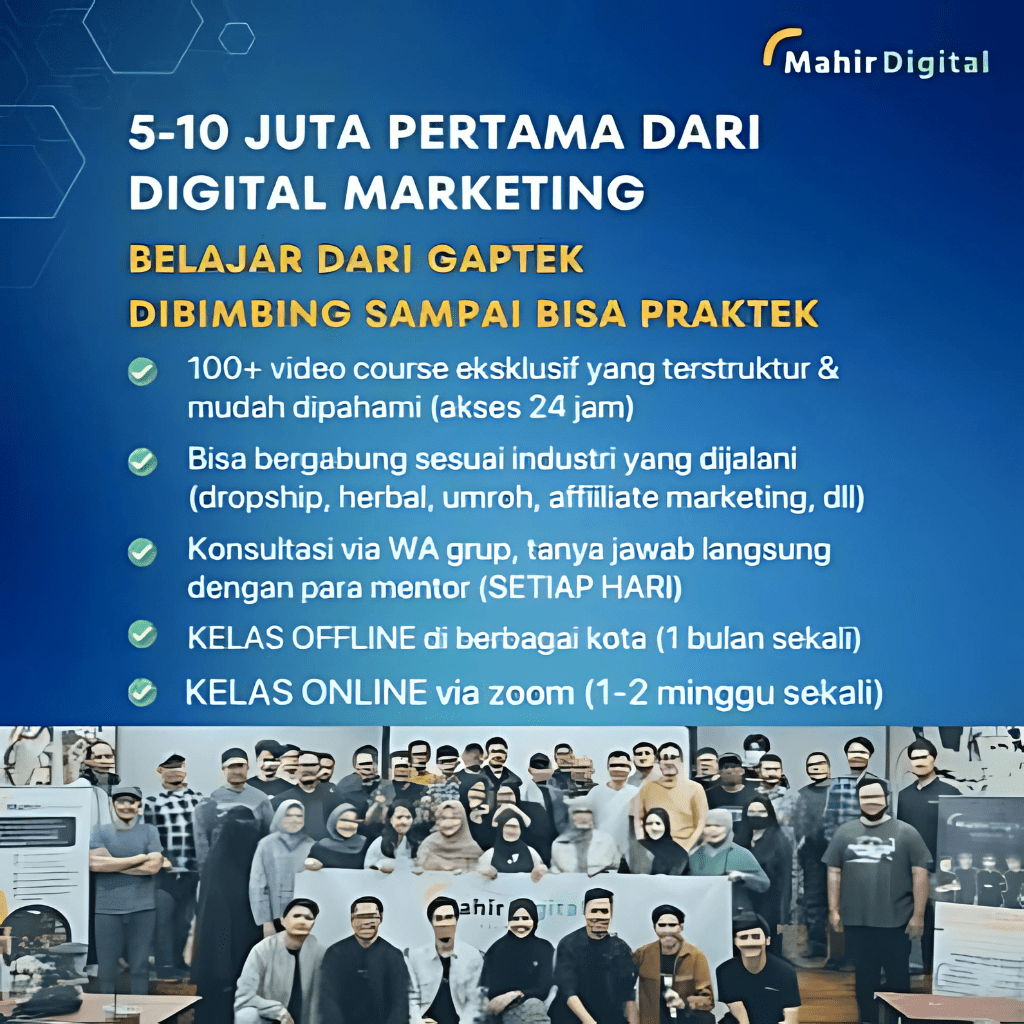 Mahir Digital
5-10 JUTA PERTAMA DARI
DIGITAL MARKETING
BELAJAR DARI GAPTEK
DIBIMBING SAMPAI BISA PRAKTEK
100+ video course eksklusif yang terstruktur &
mudah dipahami (akses 24 jam)
Bisa bergabung sesuai industri yang dijalani
(dropship, herbal, umroh, affiliate marketing, dll)
Konsultasi via WA grup, tanya jawab langsung
dengan para mentor (SETIAP HARI)
KELAS OFFLINE di berbagai kota (1 bulan sekali)
KELAS ONLINE via zoom (1-2 minggu sekali)